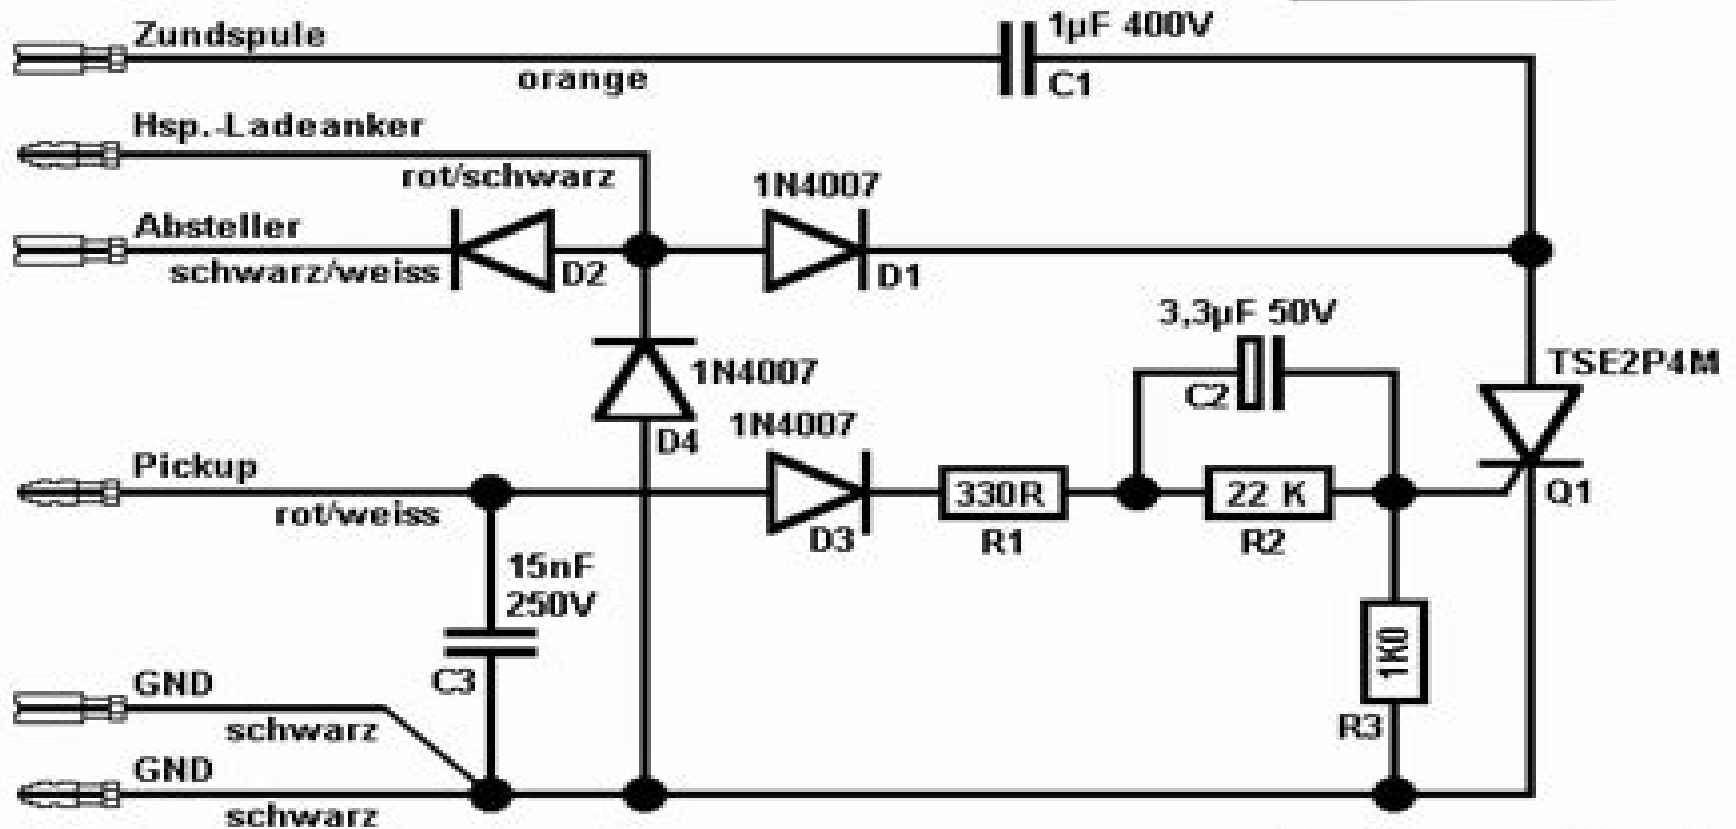 Zundspule
1µF 400V
orange
C1
Hsp.-Ladeanker
rot/schwarz
1N4007
Absteller
schwarz/weiss
D2
D1
3,3µF 50V
1N4007
TSE2P4M
C2
D4
1N4007
Pickup
rot/weiss
D3
330R
R1
22 K
R2
Q1
15nF
250V
C3
1K0
R3
GND
schwarz
GND
schwarz